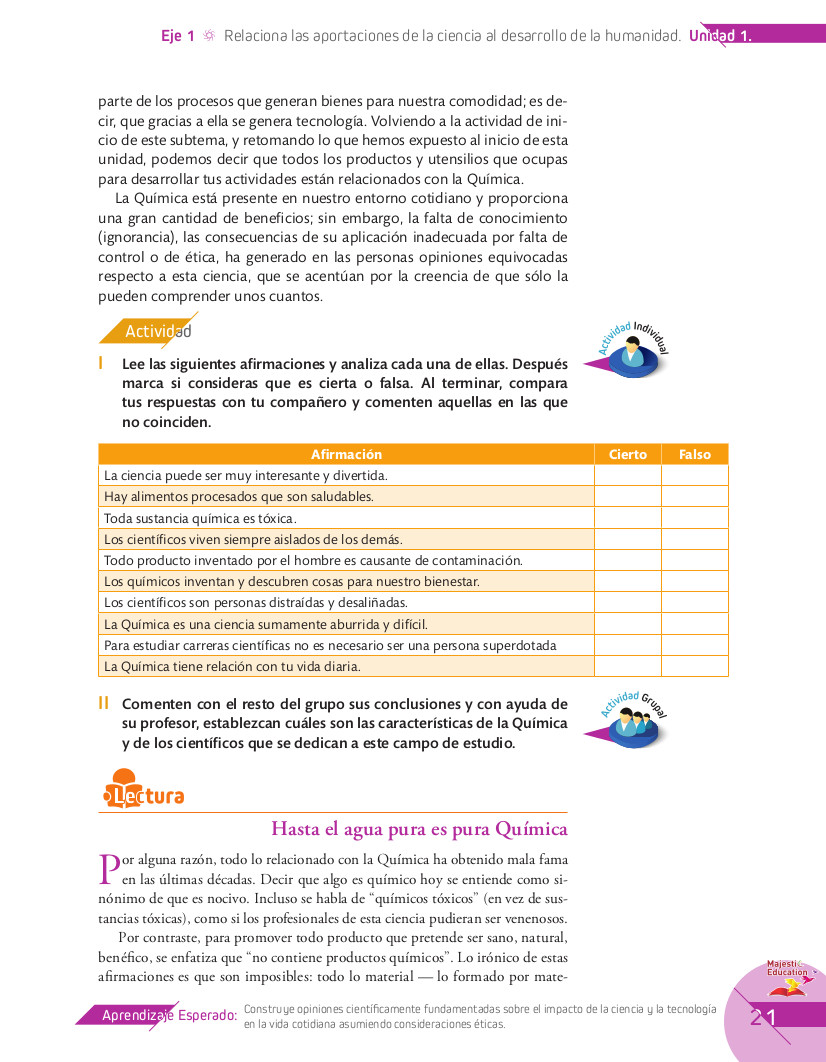 Eje 1 Relaciona las aportaciones de la ciencia al desarrollo de la humanidad. Unidad 1.
parte de los procesos que generan bienes para nuestra comodidad; es de-
cir, que gracias a ella se genera tecnología. Volviendo a la actividad de ini-
cio de este subtema, y retomando lo que hemos expuesto al inicio de esta
unidad, podemos decir que todos los productos y utensilios que ocupas
para desarrollar tus actividades están relacionados con la Química.
La Química está presente en nuestro entorno cotidiano y proporciona
una gran cantidad de beneficios; sin embargo, la falta de conocimiento
(ignorancia), las consecuencias de su aplicación inadecuada por falta de
control o de ética, ha generado en las personas opiniones equivocadas
respecto a esta ciencia, que se acentúan por la creencia de que sólo la
pueden comprender unos cuantos.
Actividad
Actividad Individual
I Lee las siguientes afirmaciones y analiza cada una de ellas. Después
marca si consideras que es cierta o falsa. Al terminar, compara
tus respuestas con tu compañero y comenten aquellas en las que
no coinciden.
Afirmación Cierto Falso
La ciencia puede ser muy interesante y divertida.
Hay alimentos procesados que son saludables.
Toda sustancia química es tóxica.
Los científicos viven siempre aislados de los demás.
Todo producto inventado por el hombre es causante de contaminación.
Los químicos inventan y descubren cosas para nuestro bienestar.
Los científicos son personas distraídas y desaliñadas.
La Química es una ciencia sumamente aburrida y difícil.
Para estudiar carreras científicas no es necesario ser una persona superdotada
La Química tiene relación con tu vida diaria.
Actividad Grupal
II Comenten con el resto del grupo sus conclusiones y con ayuda de
su profesor, establezcan cuáles son las características de la Química
y de los científicos que se dedican a este campo de estudio.
Lectura
Hasta el agua pura es pura Química
Por alguna razón, todo lo relacionado con la Química ha obtenido mala fama
en las últimas décadas. Decir que algo es químico hoy se entiende como si-
nónimo de que es nocivo. Incluso se habla de “químicos tóxicos” (en vez de sus-
tancias tóxicas), como si los profesionales de esta ciencia pudieran ser venenosos.
Por contraste, para promover todo producto que pretende ser sano, natural,
benéfico, se enfatiza que “no contiene productos químicos”. Lo irónico de estas
afirmaciones es que son imposibles: todo lo material — lo formado por mate-
Majestic
Education
Aprendizaje Esperado: Construye opiniones científicamente fundamentadas sobre el impacto de la ciencia y la tecnología
en la vida cotidiana asumiendo consideraciones éticas.
21